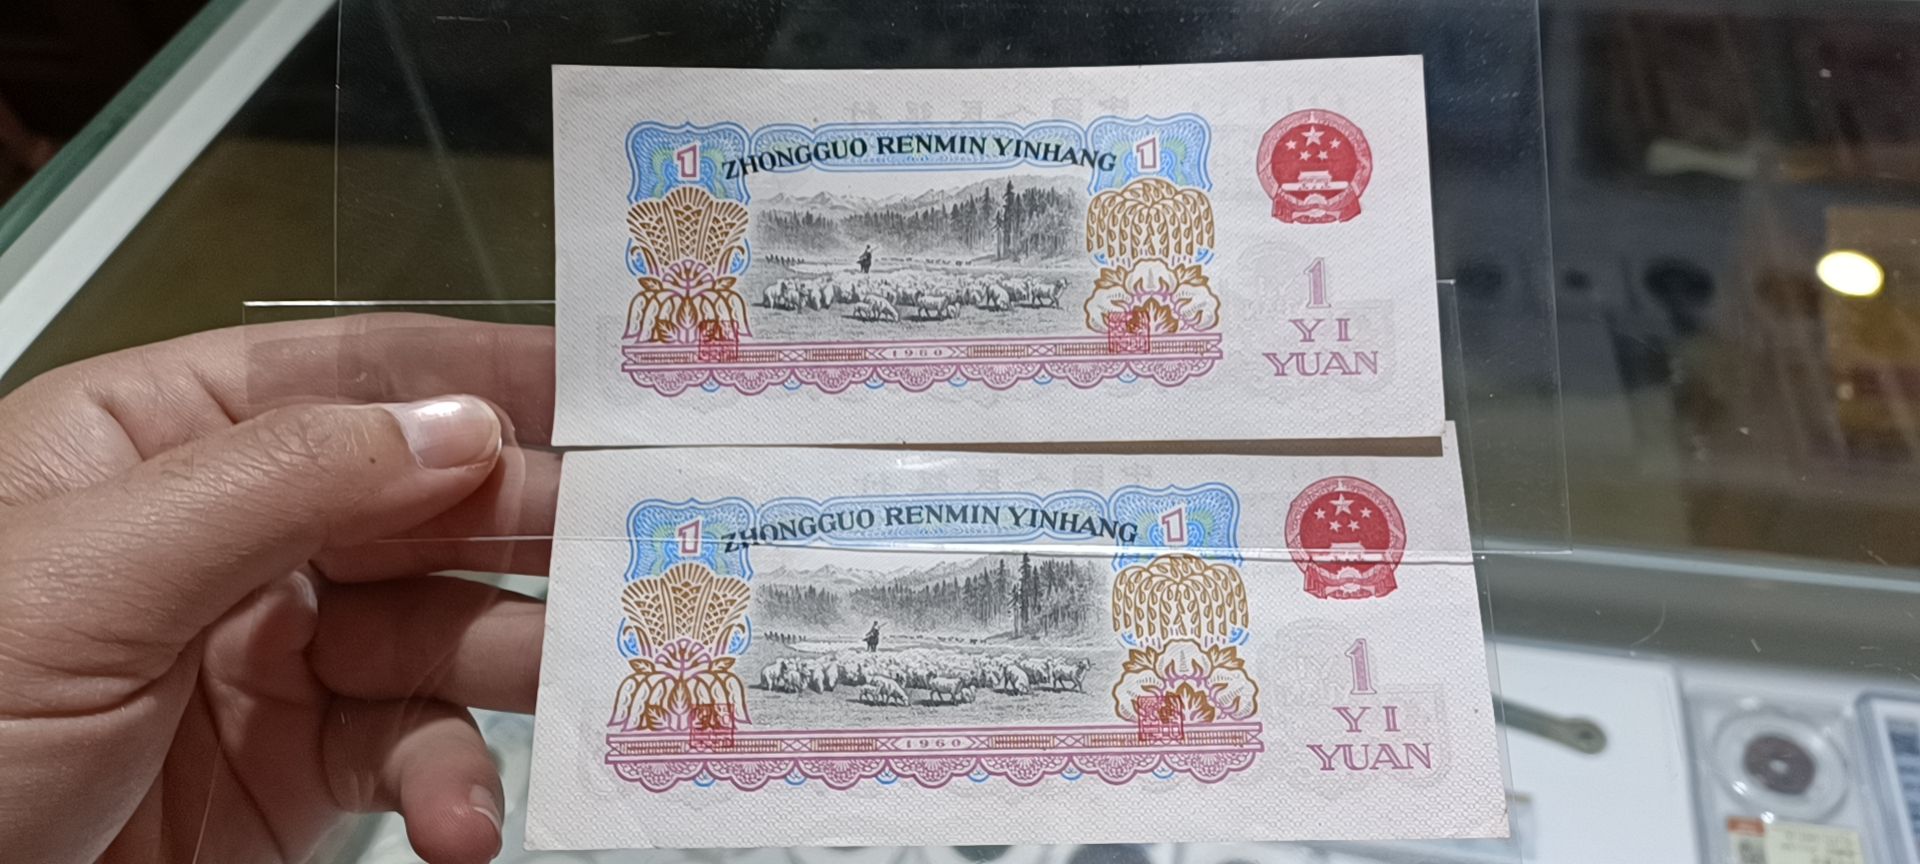 1 ZHONGGUO RENMIN YINHANG 1
1960
1
YI
YUAN
1 ZHONGGUO RENMIN YINHANG 1
1960
1
YI
YUAN